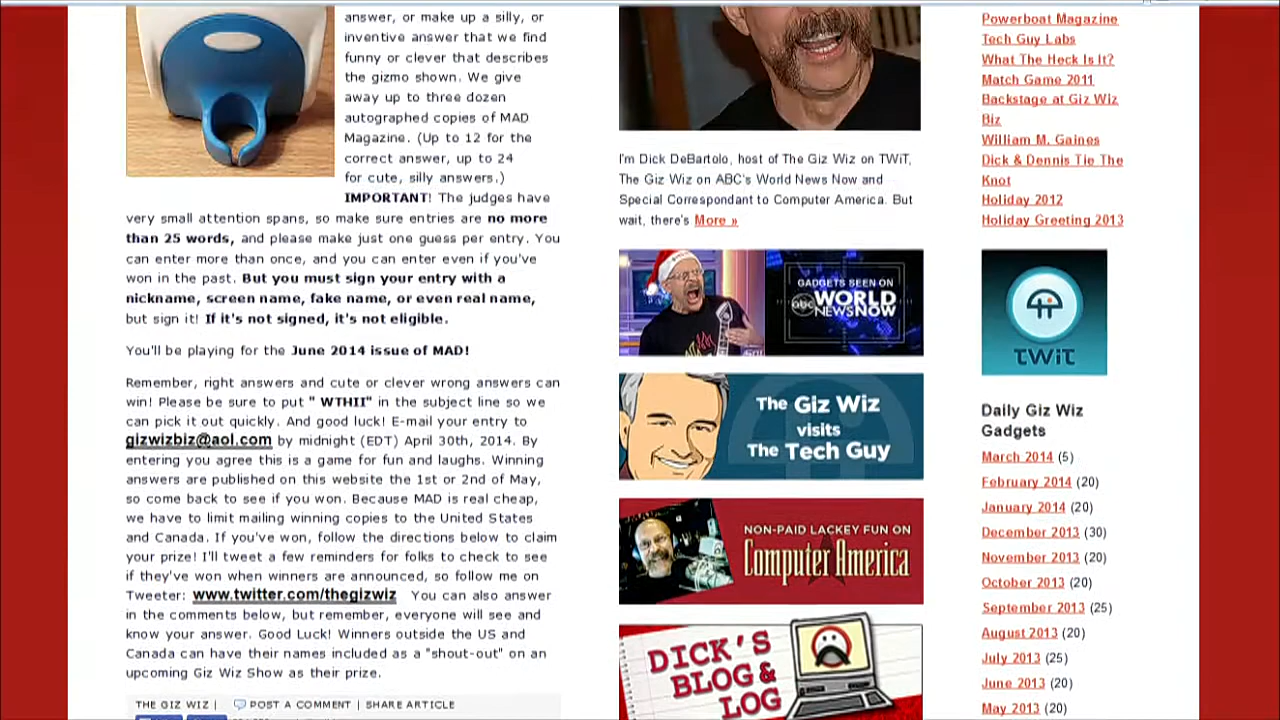 answer, or make up a silly, or
inventive answer that we find
funny or clever that describes
the gizmo shown. We give
away up to three dozen
autographed copies of MAD
Magazine. (Up to 12 for the
correct answer, up to 24
for cute, silly answers.)
IMPORTANT! The judges have
very small attention spans, so make sure entries are no more
than 25 words, and please make just one guess per entry. You
can enter more than once, and you can enter even if you've
won in the past. But you must sign your entry with a
nickname, screen name, fake name, or even real name,
but sign it! If it's not signed, it's not eligible.
You'll be playing for the June 2014 issue of MAD!
Remember, right answers and cute or clever wrong answers can
win! Please be sure to put " WTHII" in the subject line so we
can pick it out quickly. And good luck! E-mail your entry to
gizwizbiz@aol.com by midnight (EDT) April 30th, 2014. By
entering you agree this is a game for fun and laughs. Winning
answers are published on this website the 1st or 2nd of May,
so come back to see if you won. Because MAD is real cheap,
we have to limit mailing winning copies to the United States
and Canada. If you've won, follow the directions below to claim
your prize! I'll tweet a few reminders for folks to check to see
if they've won when winners are announced, so follow me on
Tweeter: www.twitter.com/thegizwiz You can also answer
in the comments below, but remember, everyone will see and
know your answer. Good Luck! Winners outside the US and
Canada can have their names included as a "shout-out" on an
upcoming Giz Wiz Show as their prize.
THE GIZ WIZ | POST A COMMENT | SHARE ARTICLE
I'm Dick DeBartolo, host of The Giz Wiz on TWiT,
The Giz Wiz on ABC's World News Now and
Special Correspondant to Computer America. But
wait, there's More »
GADGETS SEEN ON
abc WORLD
NEWS NOW
The Giz Wiz
visits
The Tech Guy
NON-PAID LACKEY FUN ON
Computer America
DICK'S
BLOG &
LOG
Powerboat Magazine
Tech Guy Labs
What The Heck Is It?
Match Game 2011
Backstage at Giz Wiz
Biz
William M. Gaines
Dick & Dennis Tie The
Knot
Holiday 2012
Holiday Greeting 2013
TWiT
Daily Giz Wiz
Gadgets
March 2014 (5)
February 2014 (20)
January 2014 (20)
December 2013 (30)
November 2013 (20)
October 2013 (20)
September 2013 (25)
August 2013 (20)
July 2013 (25)
June 2013 (20)
May 2013 (20)